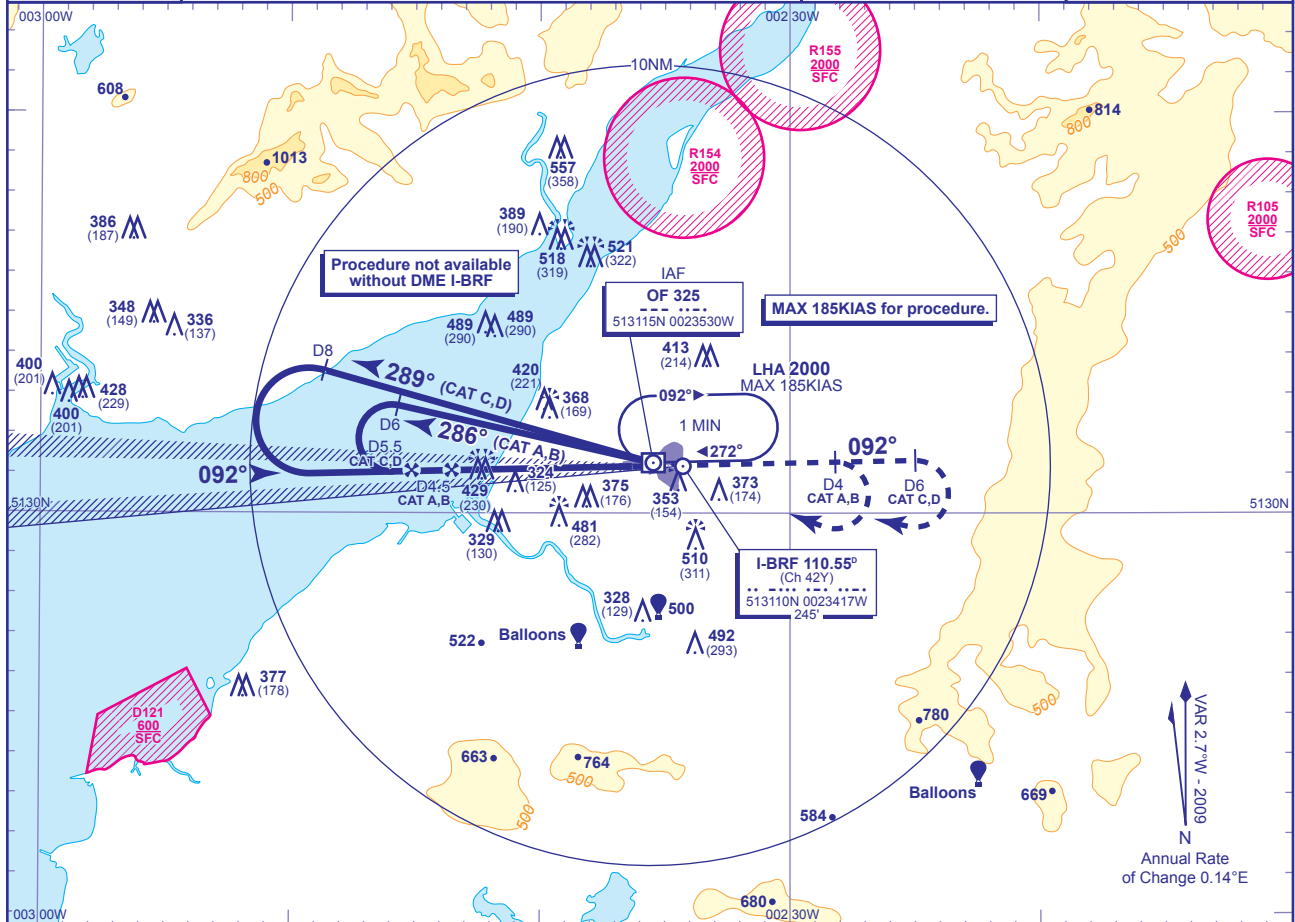 003 00W
002 30W
R155
2000
SFC
10NM
608
814
800
R154
2000
SFC
557
(358)
1013
800
500
R105
2000
SFC
386
(187)
389
(190)
518
(319)
521
(322)
500
Procedure not available
without DME I-BRF
IAF
OF 325
513115N 0023530W
MAX 185KIAS for procedure.
348
(149)
336
(137)
489
(290)
489
(290)
413
(214)
D8
400
(201)
428
(229)
400
(201)
289° (CAT C,D)
420
(221)
368
(169)
LHA 2000
MAX 185KIAS
092°
1 MIN
272°
D6
286° (CAT A,B)
D5.5
CAT C,D
092°
092°
D4.5
CAT A,B
429
(230)
324
(125)
375
(176)
353
(154)
373
(174)
D4
CAT A,B
D6
CAT C,D
5130N
5130N
329
(130)
481
(282)
510
(311)
I-BRF 110.55D
(Ch 42Y)
513110N 0023417W
245'
328
(129)
500
522
Balloons
492
(293)
377
(178)
D121
600
SFC
663
764
500
500
780
500
Balloons
669
584
VAR 2.7°W - 2009
N
Annual Rate
of Change 0.14°E
680
003 00W
002 30W